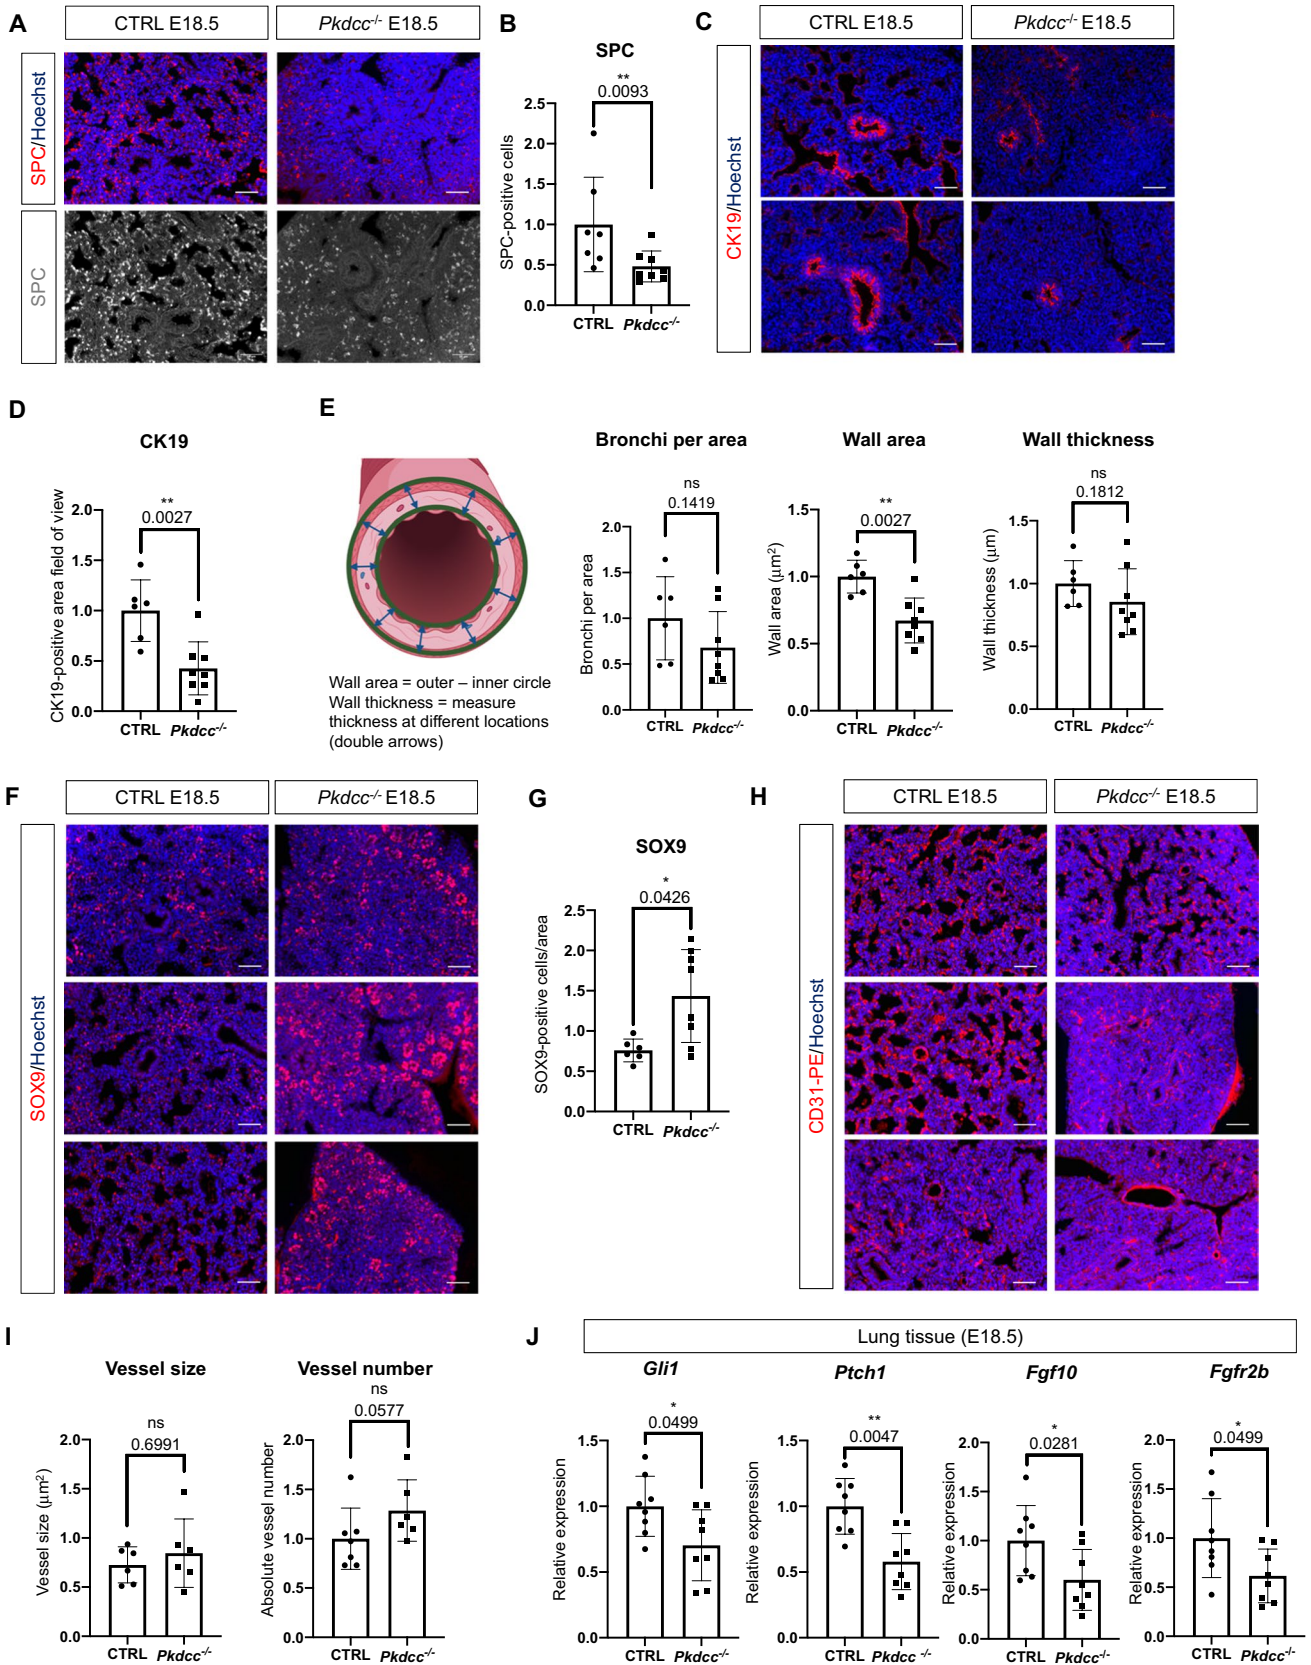 A
CTRL E18.5
Pkdcc-/- E18.5
SPC/Hoechst
SPC
B
SPC
**
0.0093
SPC-positive cells
2.5
2.0
1.5
1.0
0.5
0.0
CTRL
Pkdcc-/-
C
CTRL E18.5
Pkdcc-/- E18.5
CK19/Hoechst
D
CK19
**
0.0027
CK19-positive area field of view
2.0
1.5
1.0
0.5
0.0
CTRL
Pkdcc-/-
E
Wall area = outer – inner circle
Wall thickness = measure
thickness at different locations
(double arrows)
Bronchi per area
ns
0.1419
Bronchi per area
2.0
1.5
1.0
0.5
0.0
CTRL
Pkdcc-/-
Wall area
**
0.0027
Wall area (µm2)
1.5
1.0
0.5
0.0
CTRL
Pkdcc-/-
Wall thickness
ns
0.1812
Wall thickness (µm)
1.5
1.0
0.5
0.0
CTRL
Pkdcc-/-
F
CTRL E18.5
Pkdcc-/- E18.5
SOX9/Hoechst
G
SOX9
*
0.0426
SOX9-positive cells/area
2.5
2.0
1.5
1.0
0.5
0.0
CTRL
Pkdcc-/-
H
CTRL E18.5
Pkdcc-/- E18.5
CD31-PE/Hoechst
I
Vessel size
ns
0.6991
Vessel size (µm2)
2.0
1.5
1.0
0.5
0.0
CTRL
Pkdcc-/-
Vessel number
ns
0.0577
Absolute vessel number
2.0
1.5
1.0
0.5
0.0
CTRL
Pkdcc-/-
J
Lung tissue (E18.5)
Gli1
*
0.0499
Relative expression
1.5
1.0
0.5
0.0
CTRL
Pkdcc-/-
Ptch1
**
0.0047
Relative expression
1.5
1.0
0.5
0.0
CTRL
Pkdcc -/-
Fgf10
*
0.0281
Relative expression
2.0
1.5
1.0
0.5
0.0
CTRL
Pkdcc-/-
Fgfr2b
*
0.0499
Relative expression
2.0
1.5
1.0
0.5
0.0
CTRL
Pkdcc-/-